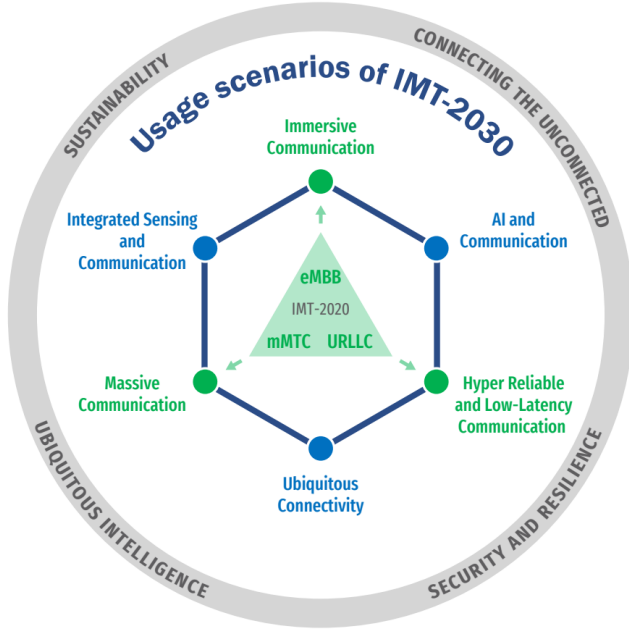 SUSTAINABILITY
CONNECTING THE UNCONNECTED
Usage scenarios of IMT-2030
Immersive
Communication
Integrated Sensing
and
Communication
AI and
Communication
eMBB
IMT-2020
mMTC URLLC
Massive
Communication
Hyper Reliable
and Low-Latency
Communication
Ubiquitous
Connectivity
UBIQUITOUS INTELLIGENCE
SECURITY AND RESILIENCE